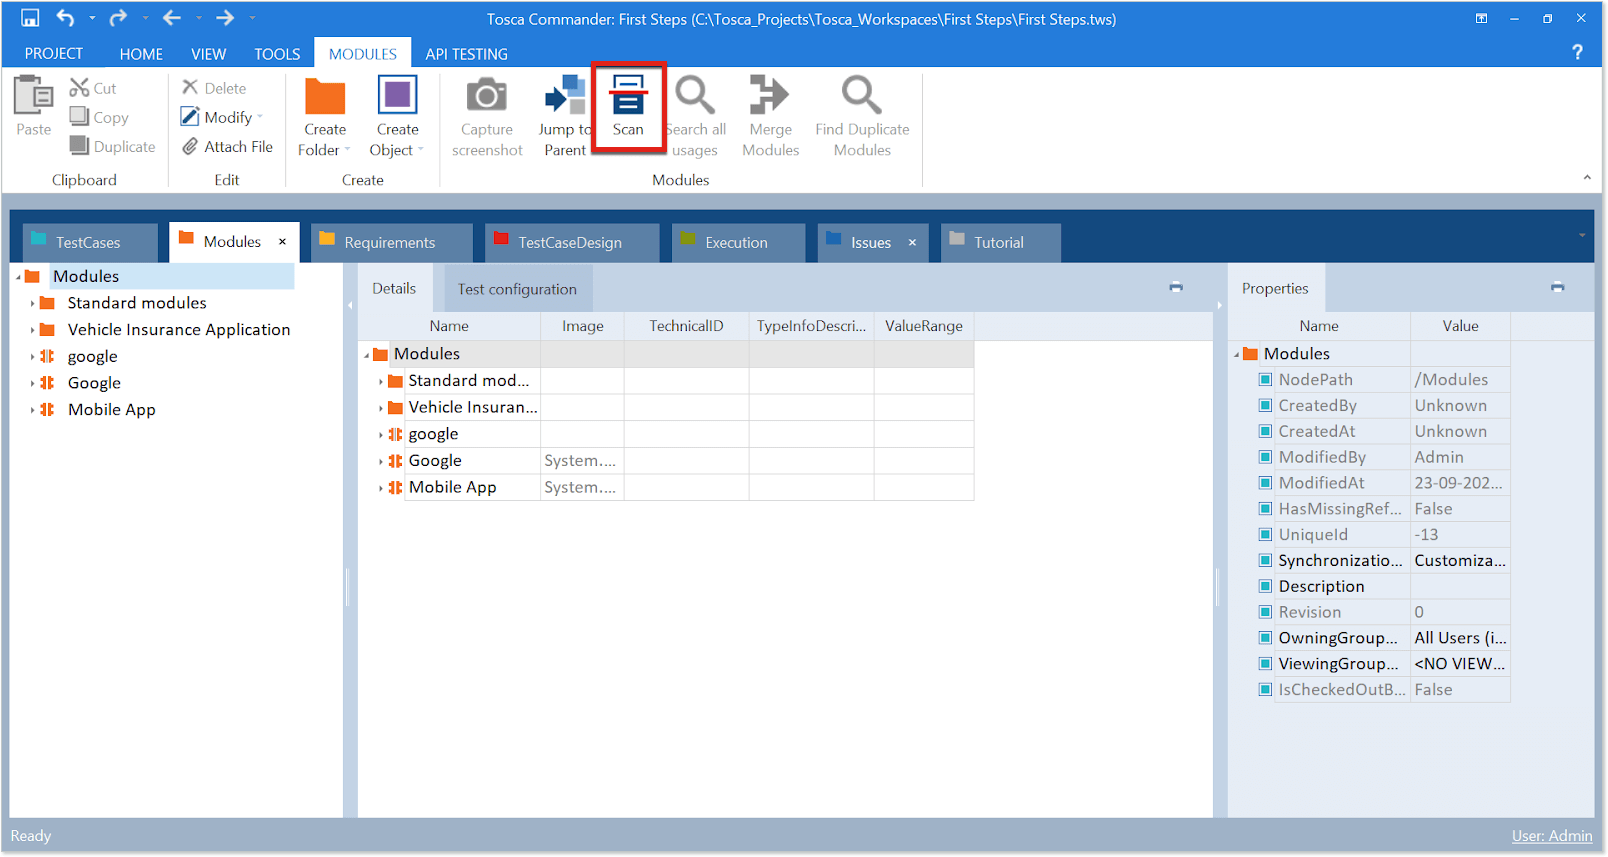 Tosca Commander: First Steps (C:\Tosca_Projects\Tosca_Workspaces\First Steps\First Steps.tws)
PROJECT HOME VIEW TOOLS MODULES API TESTING ?
Paste
Cut
Copy
Duplicate
Clipboard
Delete
Modify
Attach File
Edit
Create Folder
Create Object
Create
Capture screenshot
Jump to Parent
Scan
Search all usages
Merge Modules
Find Duplicate Modules
Modules
TestCases Modules × Requirements TestCaseDesign Execution Issues × Tutorial
Modules
Standard modules
Vehicle Insurance Application
google
Google
Mobile App
Details Test configuration
Name Image TechnicalID TypeInfoDescri... ValueRange
Modules
Standard mod...
Vehicle Insuran...
google
Google System....
Mobile App System....
Properties
Name Value
Modules
NodePath /Modules
CreatedBy Unknown
CreatedAt Unknown
ModifiedBy Admin
ModifiedAt 23-09-202...
HasMissingRef... False
UniqueId -13
Synchronizatio... Customiza...
Description
Revision 0
OwningGroup... All Users (i...
ViewingGroup... <NO VIEW...
IsCheckedOutB... False
Ready
User: Admin